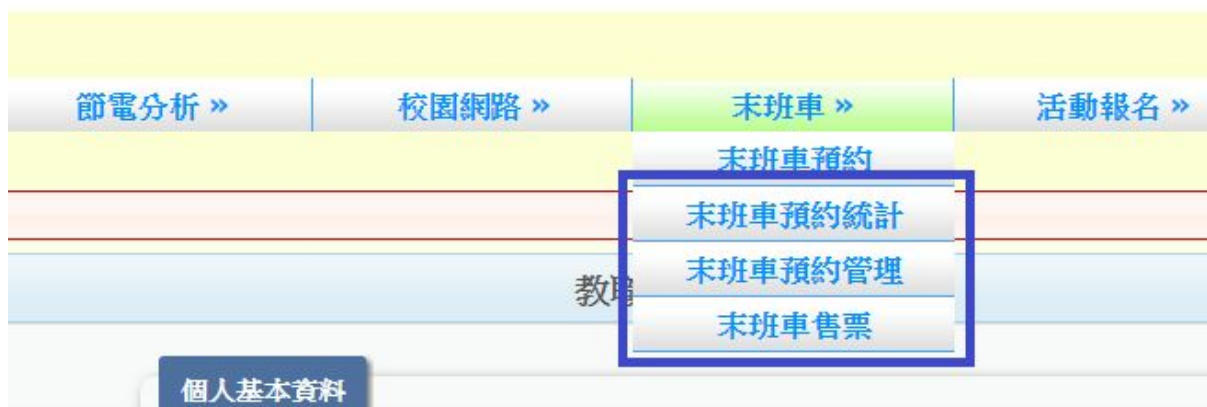 節電分析 »
校園網路 »
末班車 »
活動報名 »
末班車預約
末班車預約統計
末班車預約管理
末班車售票
教
個人基本資料